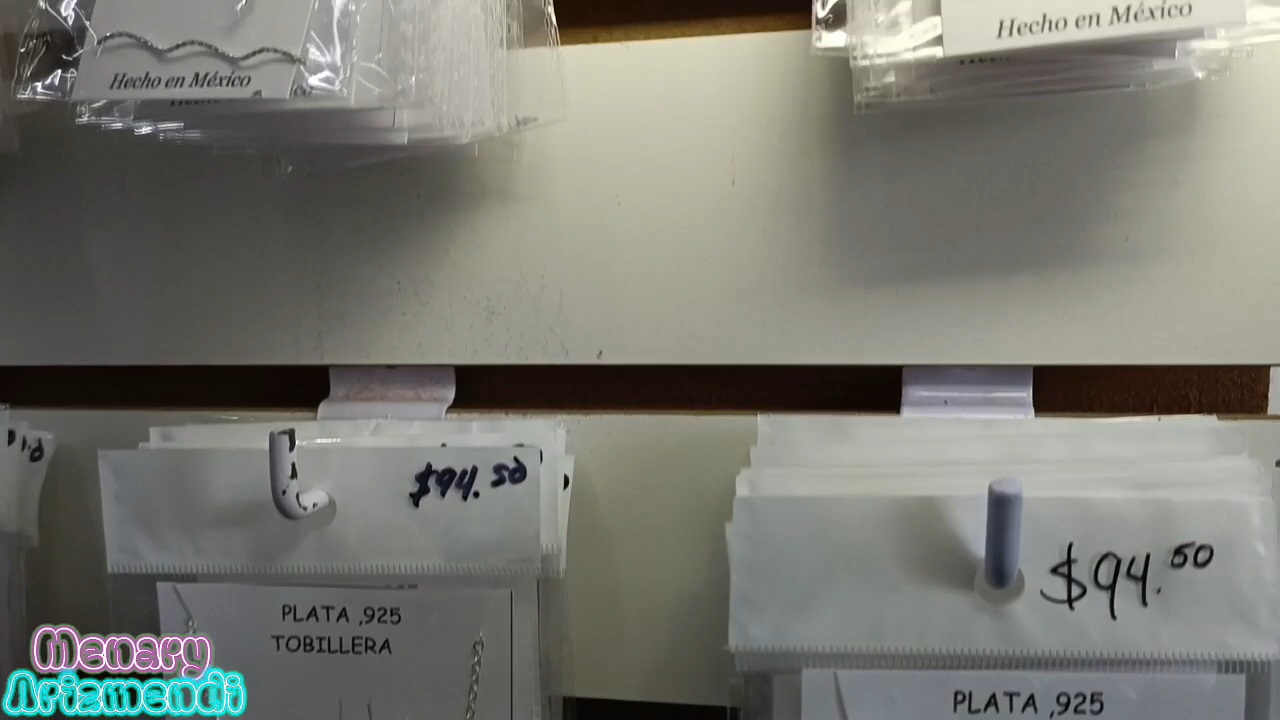 Hecho en México
Hecho en México
$94.50
$94.50
PLATA ,925
TOBILLERA
PLATA ,925
Menary
Arizmendi